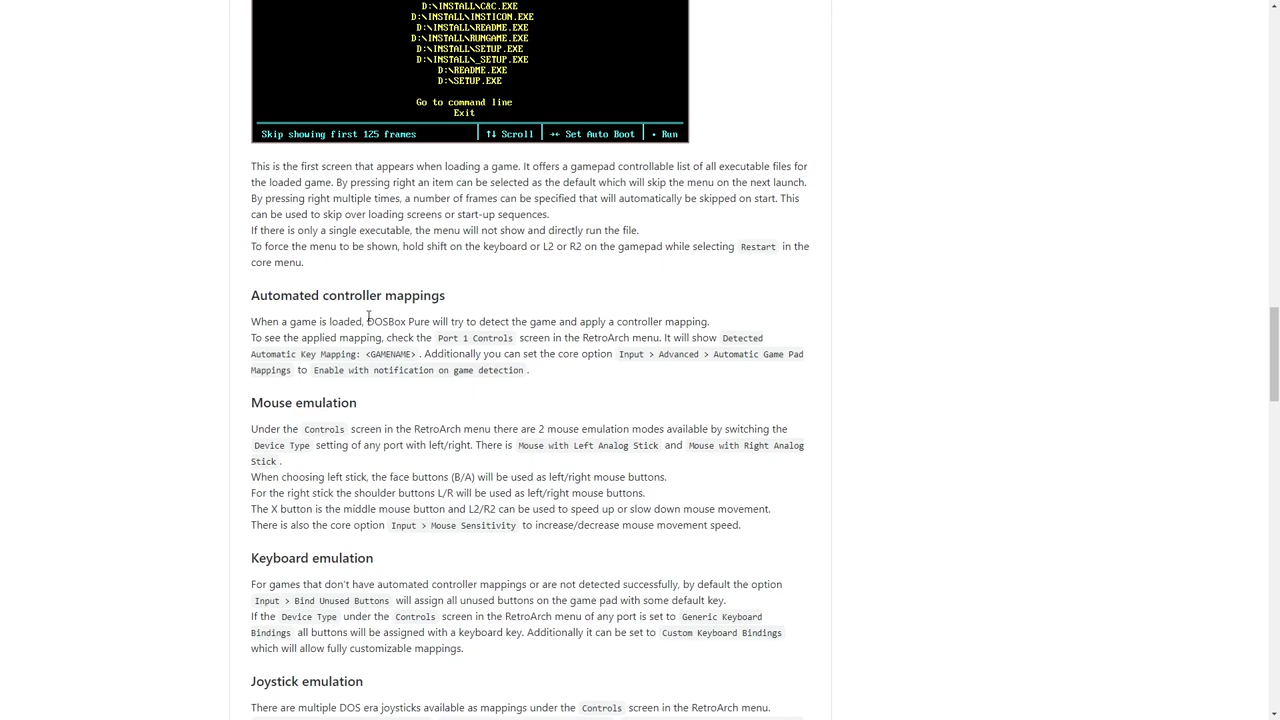 D:\INSTALL\C&C.EXE
D:\INSTALL\INSTICON.EXE
D:\INSTALL\README.EXE
D:\INSTALL\RUNGAME.EXE
D:\INSTALL\SETUP.EXE
D:\INSTALL\_SETUP.EXE
D:\README.EXE
D:\SETUP.EXE
Go to command line
Exit
Skip showing first 125 frames ↑↓ Scroll →← Set Auto Boot • Run
This is the first screen that appears when loading a game. It offers a gamepad controllable list of all executable files for
the loaded game. By pressing right an item can be selected as the default which will skip the menu on the next launch.
By pressing right multiple times, a number of frames can be specified that will automatically be skipped on start. This
can be used to skip over loading screens or start-up sequences.
If there is only a single executable, the menu will not show and directly run the file.
To force the menu to be shown, hold shift on the keyboard or L2 or R2 on the gamepad while selecting Restart in the
core menu.
Automated controller mappings
When a game is loaded, DOSBox Pure will try to detect the game and apply a controller mapping.
To see the applied mapping, check the Port 1 Controls screen in the RetroArch menu. It will show Detected
Automatic Key Mapping: <GAMENAME> . Additionally you can set the core option Input > Advanced > Automatic Game Pad
Mappings to Enable with notification on game detection .
Mouse emulation
Under the Controls screen in the RetroArch menu there are 2 mouse emulation modes available by switching the
Device Type setting of any port with left/right. There is Mouse with Left Analog Stick and Mouse with Right Analog
Stick .
When choosing left stick, the face buttons (B/A) will be used as left/right mouse buttons.
For the right stick the shoulder buttons L/R will be used as left/right mouse buttons.
The X button is the middle mouse button and L2/R2 can be used to speed up or slow down mouse movement.
There is also the core option Input > Mouse Sensitivity to increase/decrease mouse movement speed.
Keyboard emulation
For games that don't have automated controller mappings or are not detected successfully, by default the option
Input > Bind Unused Buttons will assign all unused buttons on the game pad with some default key.
If the Device Type under the Controls screen in the RetroArch menu of any port is set to Generic Keyboard
Bindings all buttons will be assigned with a keyboard key. Additionally it can be set to Custom Keyboard Bindings
which will allow fully customizable mappings.
Joystick emulation
There are multiple DOS era joysticks available as mappings under the Controls screen in the RetroArch menu.